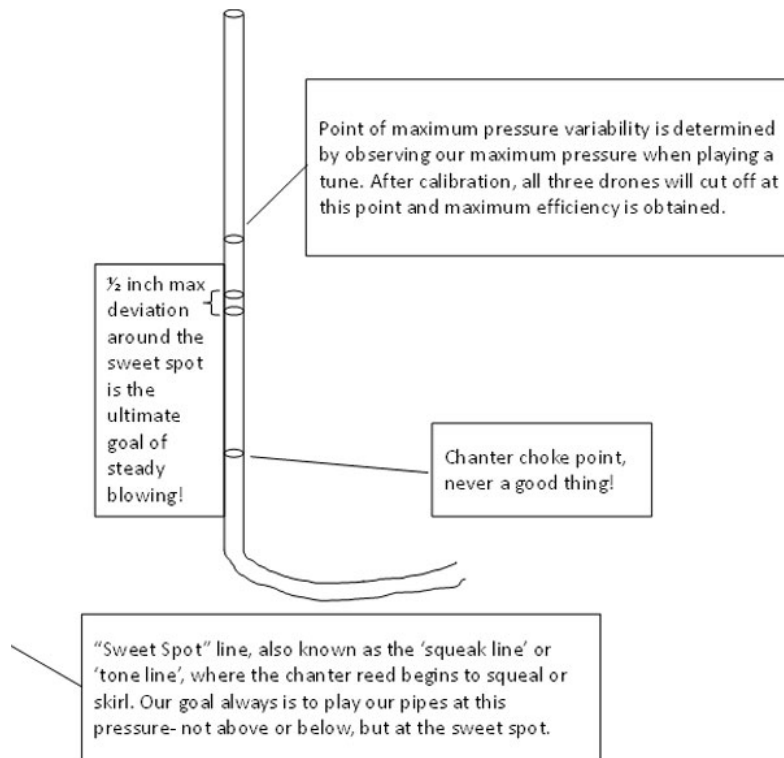 Point of maximum pressure variability is determined
by observing our maximum pressure when playing a
tune. After calibration, all three drones will cut off at
this point and maximum efficiency is obtained.
½ inch max
deviation
around the
sweet spot
is the
ultimate
goal of
steady
blowing!
Chanter choke point,
never a good thing!
“Sweet Spot” line, also known as the ‘squeak line’ or
‘tone line’, where the chanter reed begins to squeal or
skirl. Our goal always is to play our pipes at this
pressure- not above or below, but at the sweet spot.